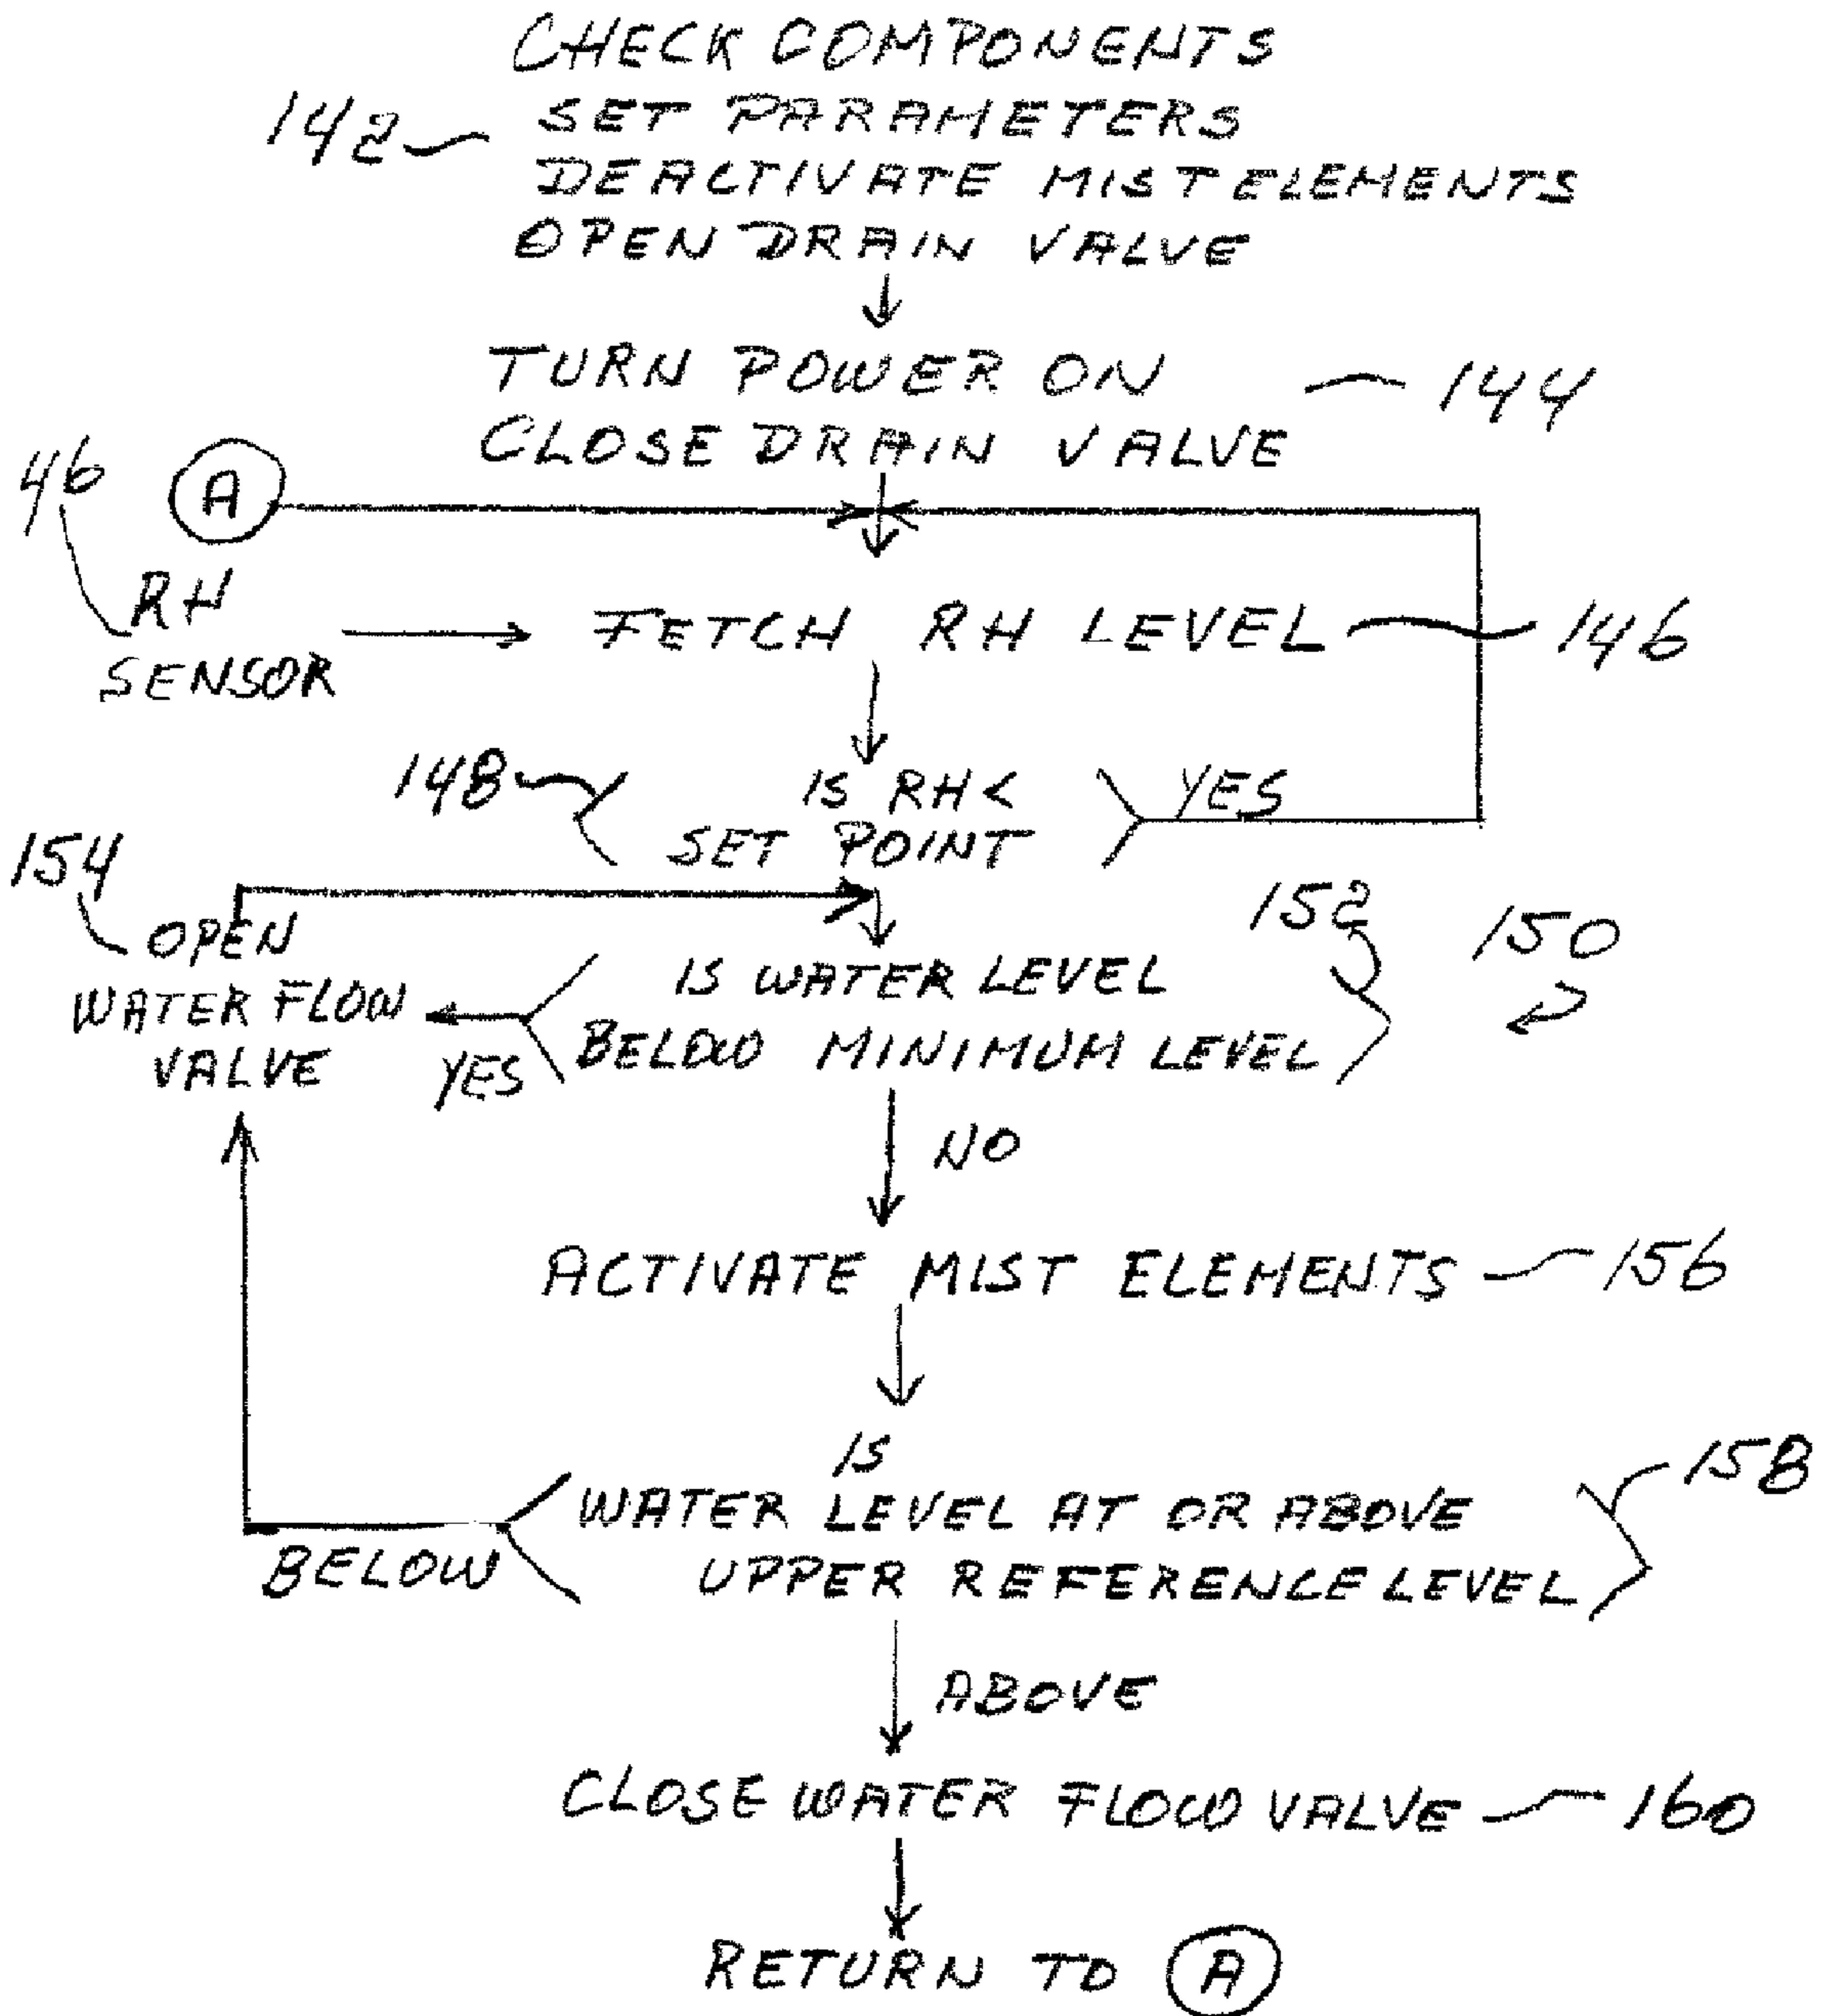 CHECK COMPONENTS
142 SET PARAMETERS
DEACTIVATE MIST ELEMENTS
OPEN DRAIN VALVE
TURN POWER ON 144
CLOSE DRAIN VALVE
46 A
RH
SENSOR
FETCH RH LEVEL 146
148 IS RH < YES
SET POINT
154
OPEN
WATER FLOW
VALVE YES
152 150
IS WATER LEVEL
BELOW MINIMUM LEVEL
NO
ACTIVATE MIST ELEMENTS 156
IS 158
WATER LEVEL AT OR ABOVE
UPPER REFERENCE LEVEL
BELOW
ABOVE
CLOSE WATER FLOW VALVE 160
RETURN TO A